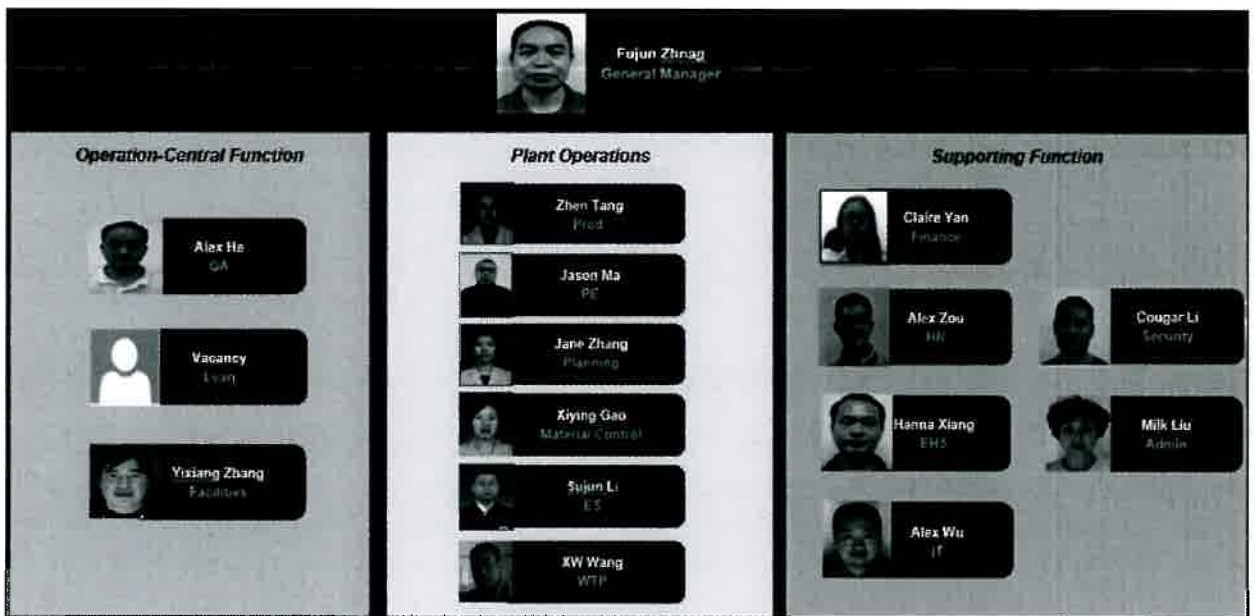 Fujun Zhnag
General Manager
Operation-Central Function
Alex He
QA
Vacancy
Lean
Yixiang Zhang
Facilities
Plant Operations
Zhen Tang
Prod
Jason Ma
PE
Jane Zhang
Planning
Xiying Gao
Material Control
Sujun Li
ES
XW Wang
WTP
Supporting Function
Claire Yan
Finance
Alex Zou
HR
Cougar Li
Security
Hanna Xiang
EHS
Milk Liu
Admin
Alex Wu
IT